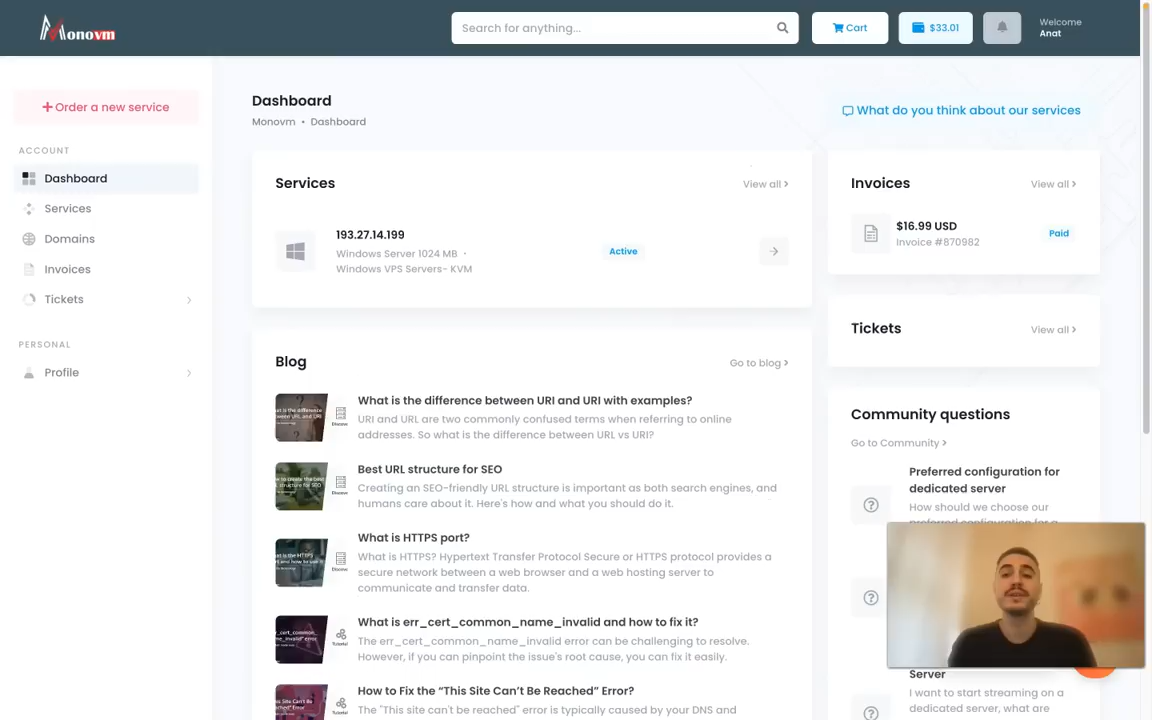 Monovm
Search for anything...
Cart
$33.01
Welcome
Anat
+ Order a new service
ACCOUNT
Dashboard
Services
Domains
Invoices
Tickets
PERSONAL
Profile
Dashboard
Monovm • Dashboard
What do you think about our services
Services
View all >
193.27.14.199
Windows Server 1024 MB ·
Windows VPS Servers- KVM
Active
Invoices
View all >
$16.99 USD
Invoice #870982
Paid
Tickets
View all >
Blog
Go to blog >
What is the difference between URI and URI with examples?
URI and URL are two commonly confused terms when referring to online
addresses. So what is the difference between URL vs URI?
Best URL structure for SEO
Creating an SEO-friendly URL structure is important as both search engines, and
humans care about it. Here's how and what you should do it.
What is HTTPS port?
What is HTTPS? Hypertext Transfer Protocol Secure or HTTPS protocol provides a
secure network between a web browser and a web hosting server to
communicate and transfer data.
What is err_cert_common_name_invalid and how to fix it?
The err_cert_common_name_invalid error can be challenging to resolve.
However, if you can pinpoint the issue's root cause, you can fix it easily.
How to Fix the “This Site Can’t Be Reached” Error?
The "This site can't be reached" error is typically caused by your DNS and
Community questions
Go to Community >
Preferred configuration for
dedicated server
How should we choose our
preferred configuration for a
Server
I want to start streaming on a
dedicated server, what are